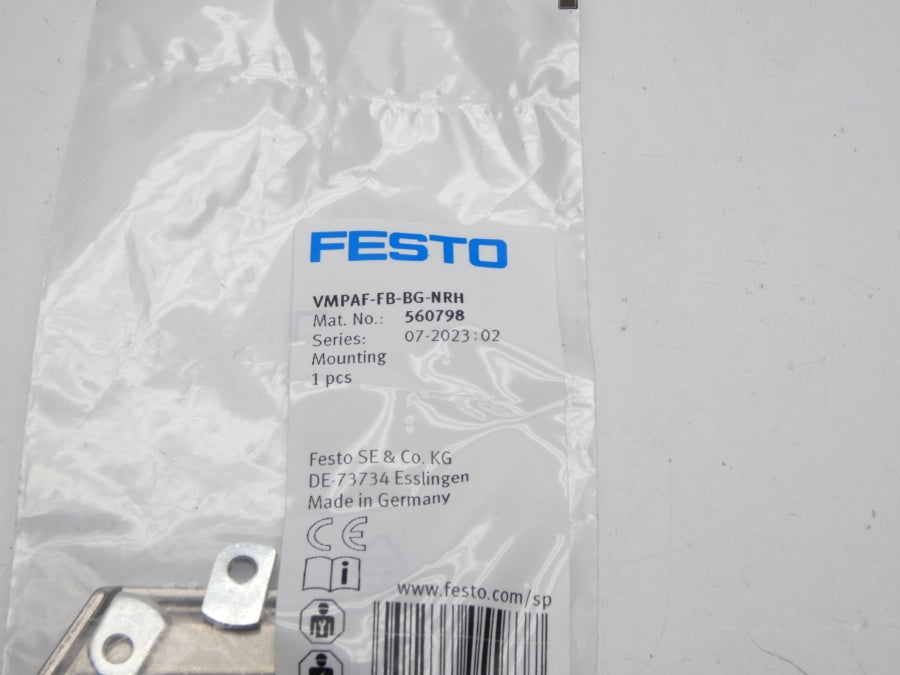 FESTO
VMPAF-FB-BG-NRH
Mat. No.: 560798
Series: 07-2023:02
Mounting
1 pcs
Festo SE & Co. KG
DE-73734 Esslingen
Made in Germany
CE
i
www.festo.com/sp